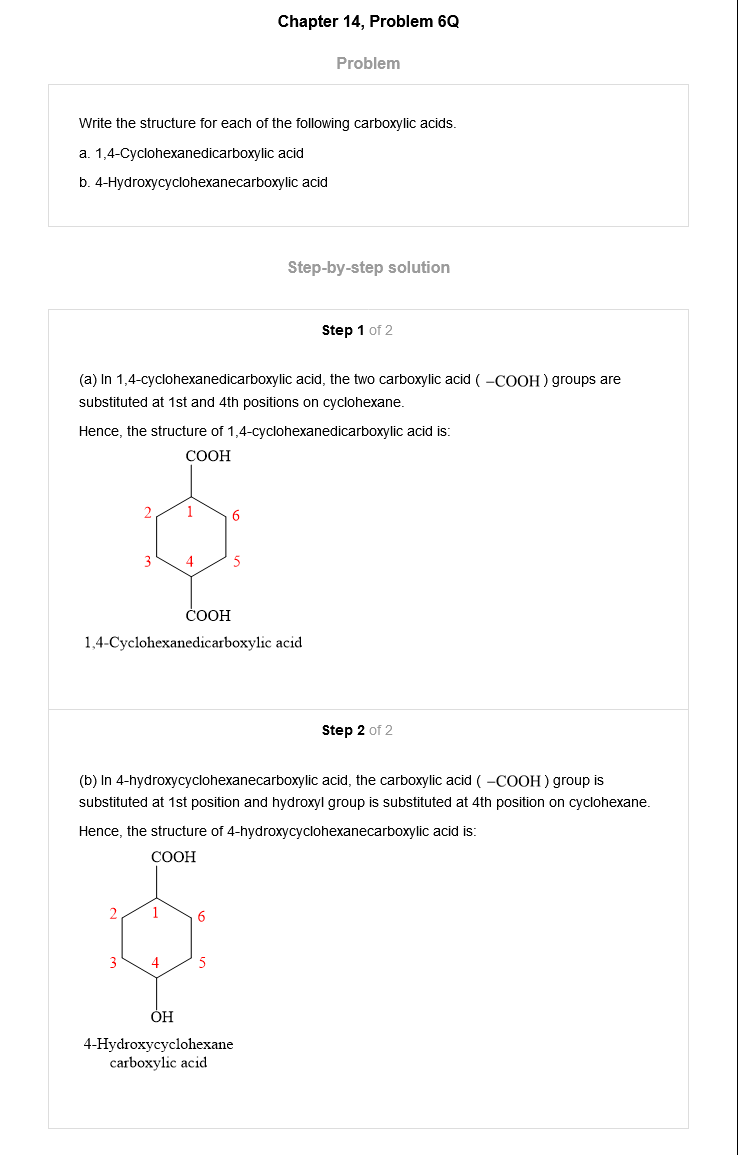 Chapter 14, Problem 6Q
Problem
Write the structure for each of the following carboxylic acids.
a. 1,4-Cyclohexanedicarboxylic acid
b. 4-Hydroxycyclohexanecarboxylic acid
Step-by-step solution
Step 1 of 2
(a) In 1,4-cyclohexanedicarboxylic acid, the two carboxylic acid ( –COOH ) groups are
substituted at 1st and 4th positions on cyclohexane.
Hence, the structure of 1,4-cyclohexanedicarboxylic acid is:
COOH
2 1 6
3 4 5
COOH
1,4-Cyclohexanedicarboxylic acid
Step 2 of 2
(b) In 4-hydroxycyclohexanecarboxylic acid, the carboxylic acid ( –COOH ) group is
substituted at 1st position and hydroxyl group is substituted at 4th position on cyclohexane.
Hence, the structure of 4-hydroxycyclohexanecarboxylic acid is:
COOH
2 1 6
3 4 5
OH
4-Hydroxycyclohexane
carboxylic acid